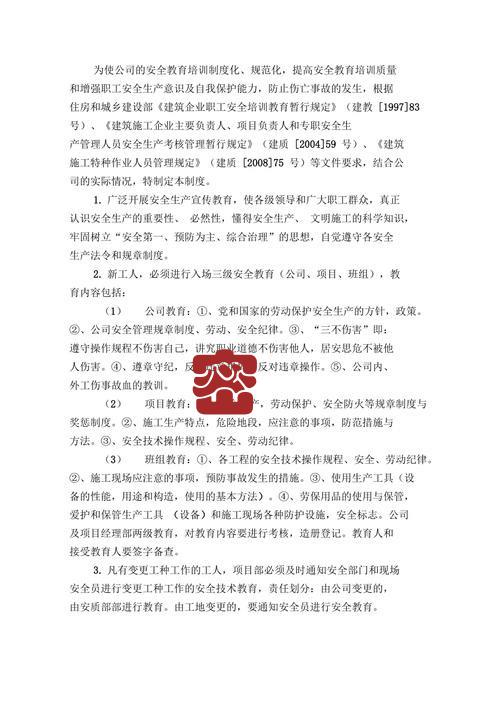 为使公司的安全教育培训制度化、规范化，提高安全教育培训质量
和增强职工安全生产意识及自我保护能力，防止伤亡事故的发生，根据
住房和城乡建设部《建筑企业职工安全培训教育暂行规定》（建教 [1997]83
号）、《建筑施工企业主要负责人、项目负责人和专职安全生
产管理人员安全生产考核管理暂行规定》（建质 [2004]59 号）、《建筑
施工特种作业人员管理规定》（建质 [2008]75 号）等文件要求，结合公
司的实际情况，特制定本制度。
1. 广泛开展安全生产宣传教育，使各级领导和广大职工群众，真正
认识安全生产的重要性、 必然性，懂得安全生产、 文明施工的科学知识，
牢固树立“安全第一、预防为主、综合治理”的思想，自觉遵守各安全
生产法令和规章制度。
2. 新工人，必须进行入场三级安全教育（公司、项目、班组），教
育内容包括：
（1） 公司教育：①、党和国家的劳动保护安全生产的方针，政策。
②、公司安全管理规章制度、劳动、安全纪律。③、“三不伤害”即：
遵守操作规程不伤害自己，讲究职业道德不伤害他人，居安思危不被他
人伤害。④、遵章守纪，反 反对违章操作。⑤、公司内、
外工伤事故血的教训。
（2） 项目教育： 产，劳动保护、安全防火等规章制度与
奖惩制度。②、施工生产特点，危险地段，应注意的事项，防范措施与
方法。③、安全技术操作规程、安全、劳动纪律。
（3） 班组教育：①、各工程的安全技术操作规程、安全、劳动纪律。
②、施工现场应注意的事项，预防事故发生的措施。③、使用生产工具（设
备的性能，用途和构造，使用的基本方法）。④、劳保用品的使用与保管，
爱护和保管生产工具 （设备）和施工现场各种防护设施，安全标志。公司
及项目经理部两级教育，对教育内容要进行考核，造册登记。教育人和
接受教育人要签字备查。
3. 凡有变更工种工作的工人，项目部必须及时通知安全部门和现场
安全员进行变更工种工作的安全技术教育，责任划分：由公司变更的，
由安质部部进行教育。由工地变更的，要通知安全员进行安全教育。